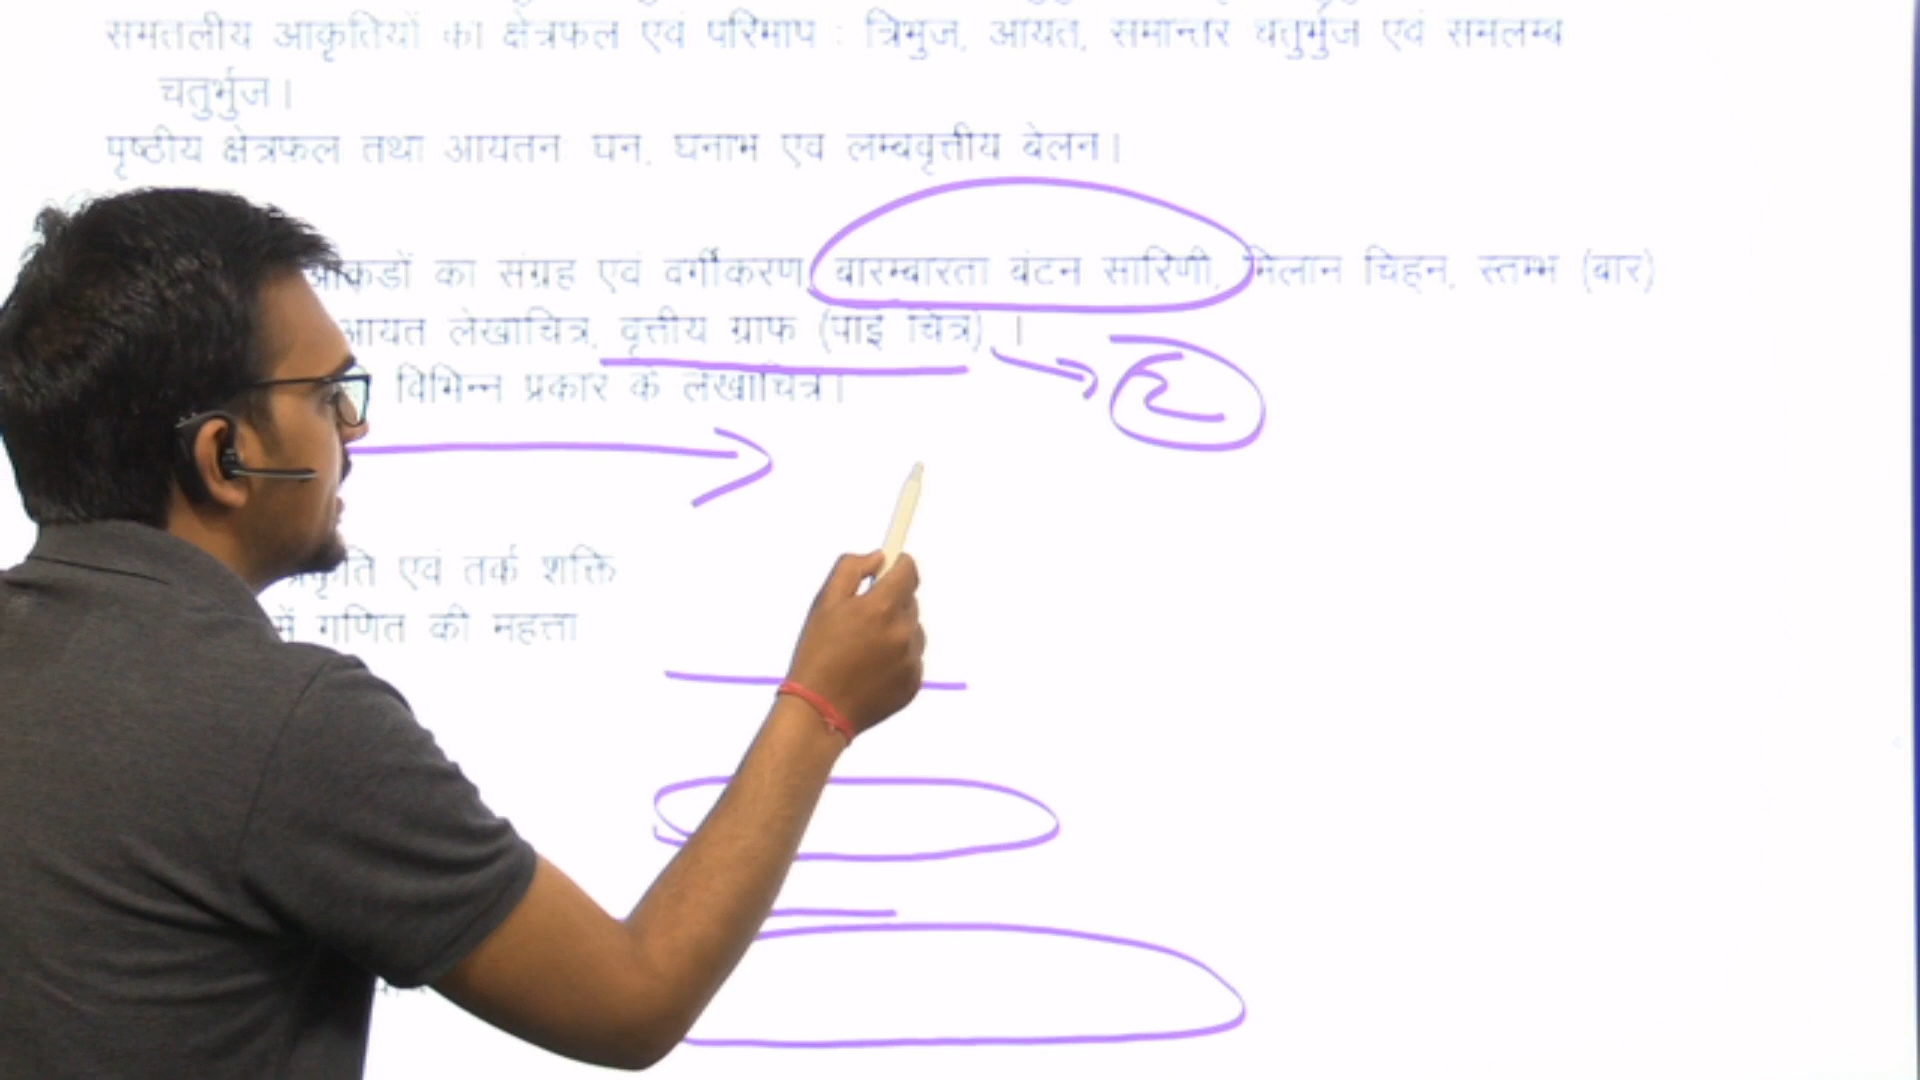 समतलीय आकृतियों का क्षेत्रफल एवं परिमाप : त्रिभुज, आयत, समान्तर चतुर्भुज एवं समलम्ब
चतुर्भुज।
पृष्ठीय क्षेत्रफल तथा आयतन घन, घनाभ एव लम्बवृत्तीय बेलन।
आंकडों का संग्रह एवं वर्गीकरण, बारम्बारता बंटन सारिणी, मिलान चिह्न, स्तम्भ (बार)
आयत लेखाचित्र, वृत्तीय ग्राफ (पाई चित्र) ।
विभिन्न प्रकार के लेखाचित्र।
प्रकृति एवं तर्क शक्ति
में गणित की महत्ता